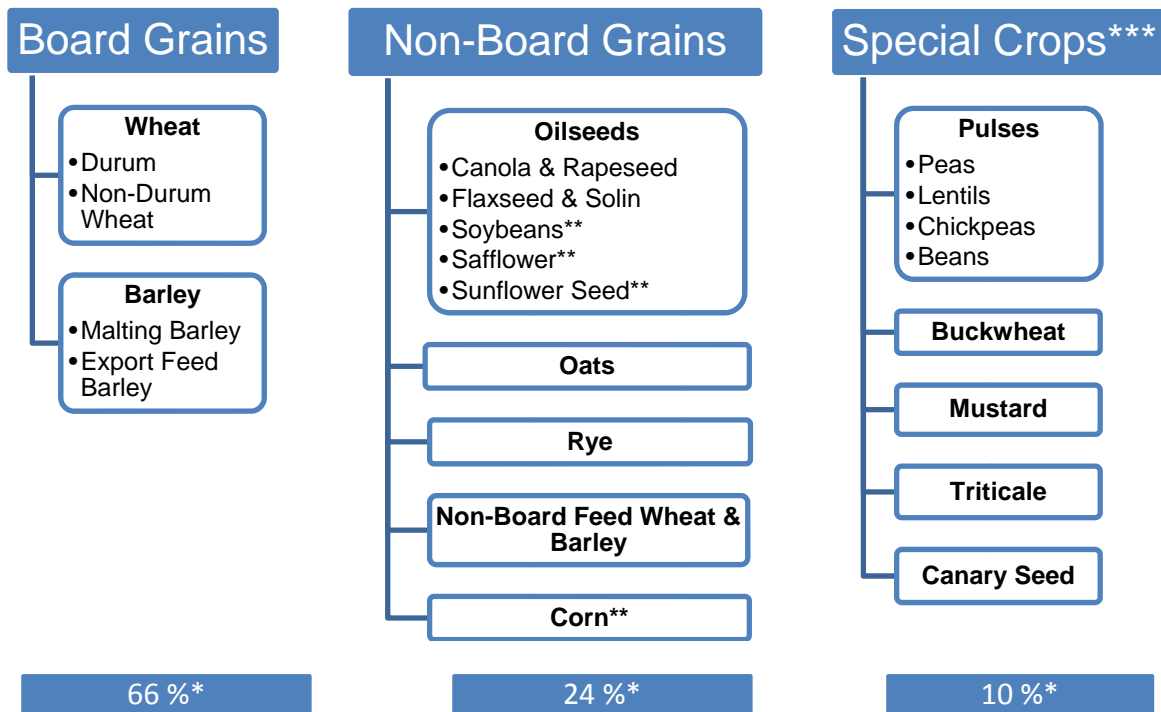 Board Grains
Wheat
•Durum
•Non-Durum
Wheat
Barley
•Malting Barley
•Export Feed
Barley
66 %*
Non-Board Grains
Oilseeds
•Canola & Rapeseed
•Flaxseed & Solin
•Soybeans**
•Safflower**
•Sunflower Seed**
Oats
Rye
Non-Board Feed Wheat &
Barley
Corn**
24 %*
Special Crops***
Pulses
•Peas
•Lentils
•Chickpeas
•Beans
Buckwheat
Mustard
Triticale
Canary Seed
10 %*